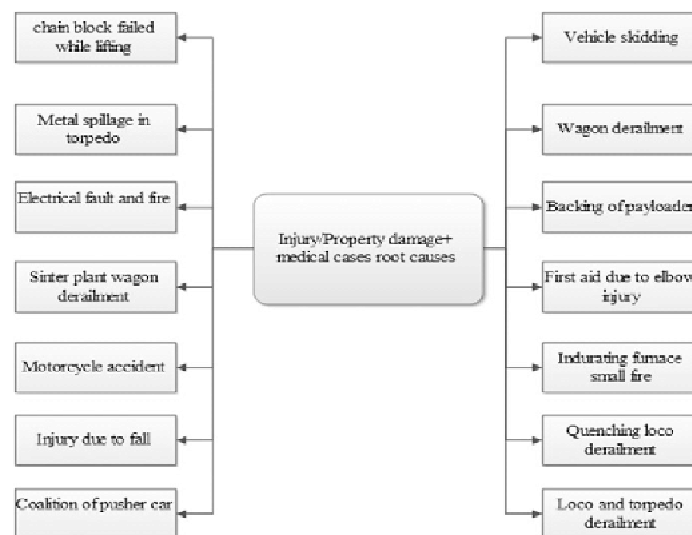 chain block failed
while lifting
Metal spillage in
torpedo
Electrical fault and fire
Sinter plant wagon
derailment
Motorcycle accident
Injury due to fall
Coalition of pusher car
Injury/Property damage+
medical cases root causes
Vehicle skidding
Wagon derailment
Backing of payloader
First aid due to elbow
injury
Indurating furnace
small fire
Quenching loco
derailment
Loco and torpedo
derailment